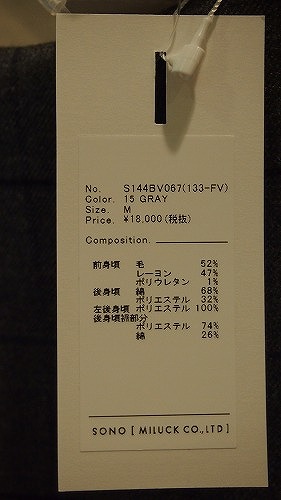 No. S144BV067(133-FV)
Color. 15 GRAY
Size. M
Price. ¥18,000(税抜)
Composition.
前身頃 毛 52%
レーヨン 47%
ポリウレタン 1%
後身頃 綿 68%
ポリエステル 32%
左後身頃 ポリエステル 100%
後身頃裾部分
ポリエステル 74%
綿 26%
SONO [ MILUCK CO.,LTD ]